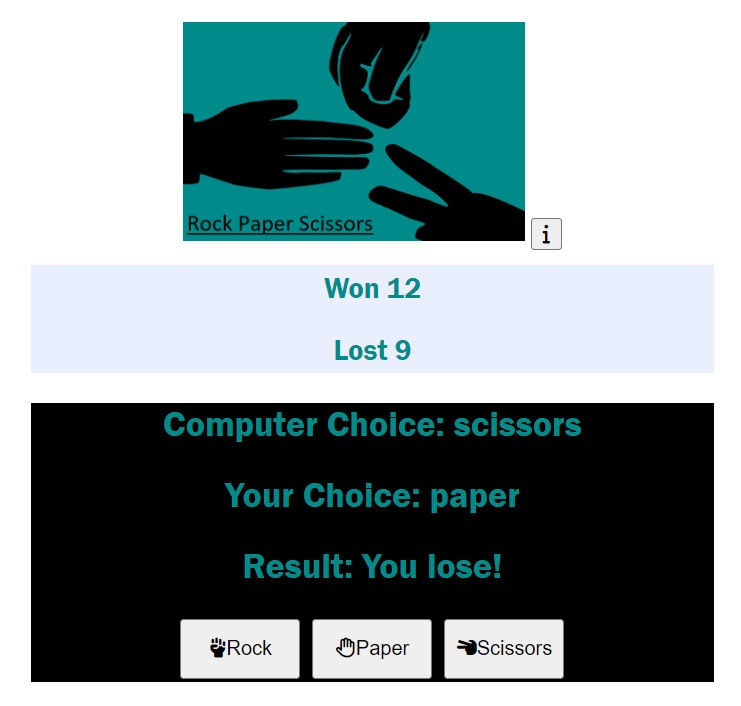 Rock Paper Scissors
i
Won 12
Lost 9
Computer Choice: scissors
Your Choice: paper
Result: You lose!
Rock Paper Scissors